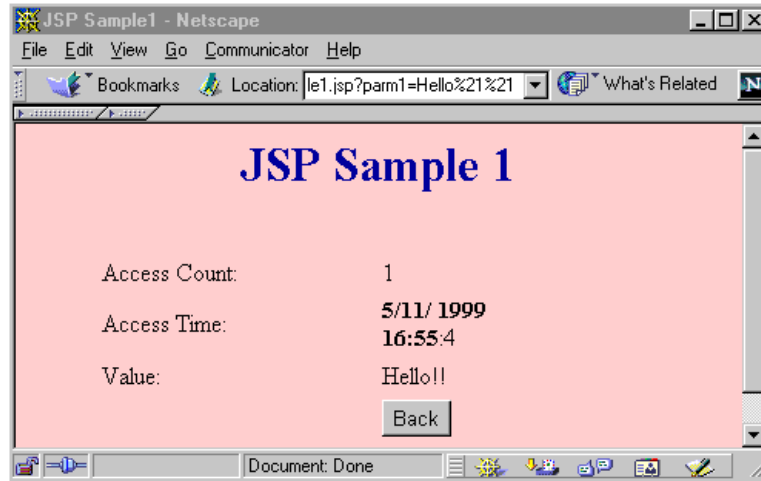 JSP Sample1 - Netscape
File Edit View Go Communicator Help
Bookmarks Location: le1.jsp?parm1=Hello%21%21 What's Related N
JSP Sample 1
Access Count: 1
Access Time: 5/11/ 1999
16:55:4
Value: Hello!!
Back
Document: Done